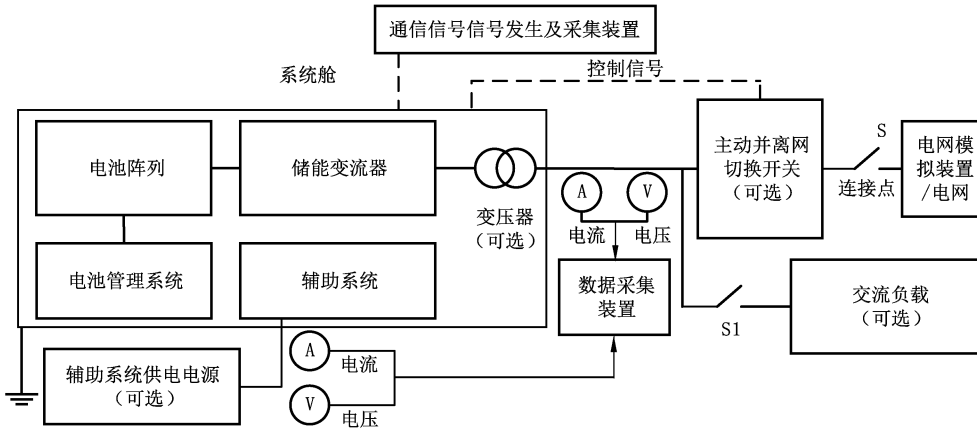 通信信号信号发生及采集装置
系统舱
控制信号
电池阵列
储能变流器
变压器
(可选)
A
V
电流
电压
主动并离网
切换开关
(可选)
S
连接点
电网模
拟装置
/电网
电池管理系统
辅助系统
数据采集
装置
S1
交流负载
(可选)
辅助系统供电电源
(可选)
A
电流
V
电压